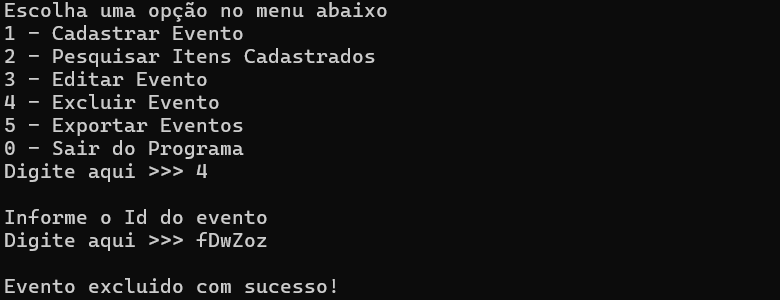 Escolha uma opção no menu abaixo
1 - Cadastrar Evento
2 - Pesquisar Itens Cadastrados
3 - Editar Evento
4 - Excluir Evento
5 - Exportar Eventos
0 - Sair do Programa
Digite aqui >>> 4
Informe o Id do evento
Digite aqui >>> fDwZoz
Evento excluido com sucesso!